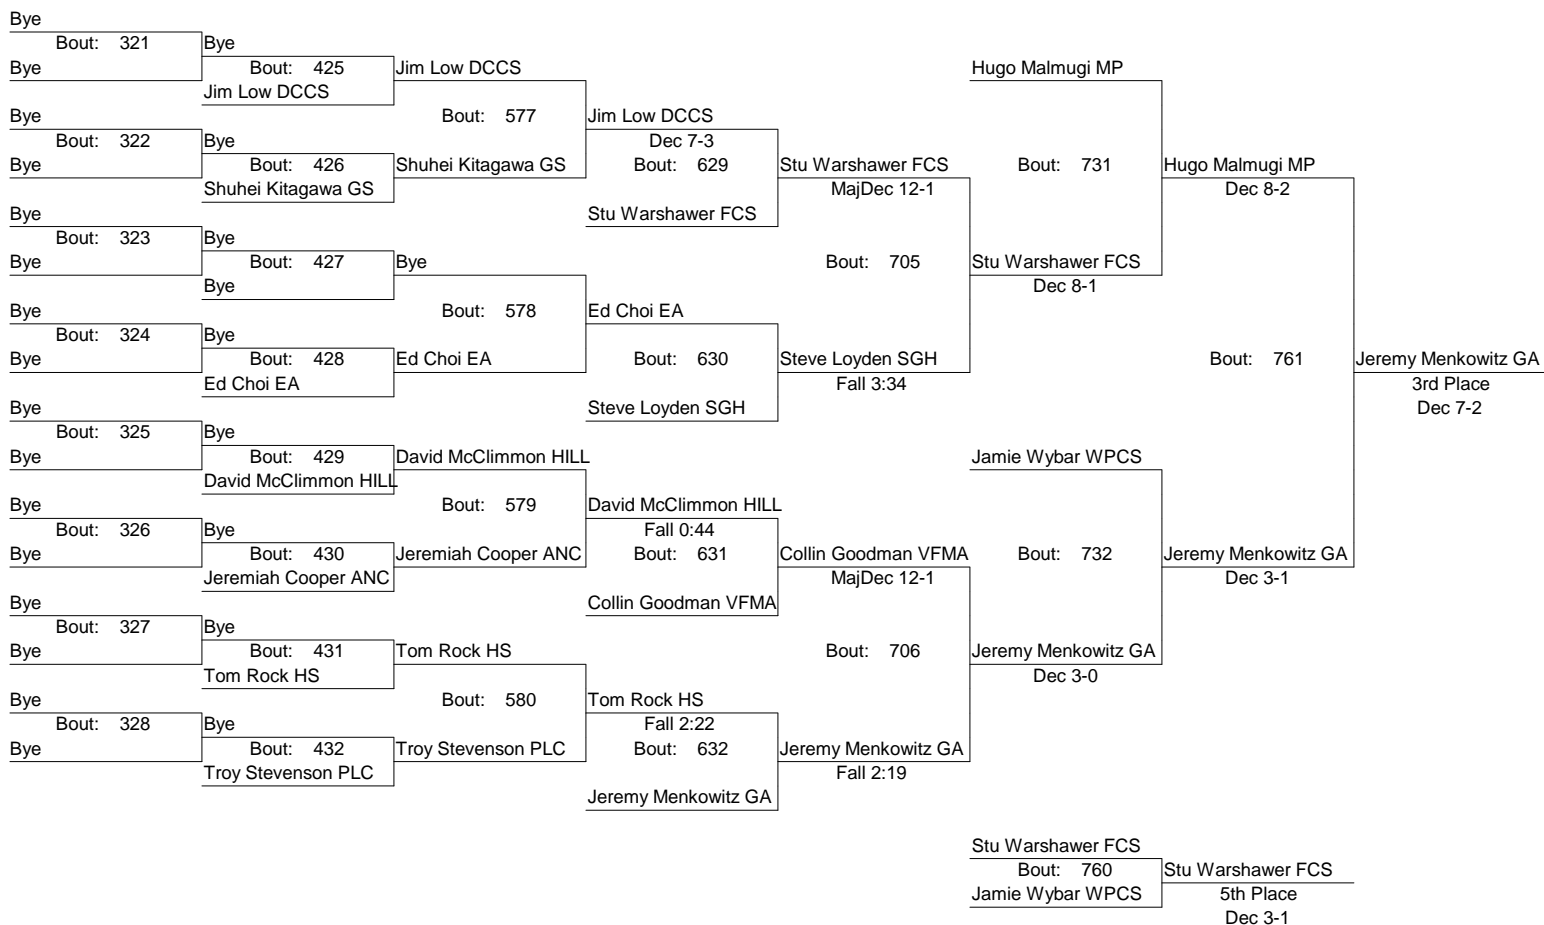 Bye
Bout: 321 Bye
Bye Bout: 425 Jim Low DCCS Hugo Malmugi MP
Jim Low DCCS
Bye Bout: 577 Jim Low DCCS
Bout: 322 Bye Dec 7-3
Bye Bout: 426 Shuhei Kitagawa GS Bout: 629 Stu Warshawer FCS Bout: 731 Hugo Malmugi MP
Shuhei Kitagawa GS MajDec 12-1 Dec 8-2
Bye Stu Warshawer FCS
Bout: 323 Bye
Bye Bout: 427 Bye Bout: 705 Stu Warshawer FCS
Bye Dec 8-1
Bye Bout: 578 Ed Choi EA
Bout: 324 Bye
Bye Bout: 428 Ed Choi EA Bout: 630 Steve Loyden SGH Bout: 761 Jeremy Menkowitz GA
Ed Choi EA Fall 3:34 3rd Place
Bye Steve Loyden SGH Dec 7-2
Bout: 325 Bye
Bye Bout: 429 David McClimmon HILL Jamie Wybar WPCS
David McClimmon HILL
Bye Bout: 579 David McClimmon HILL
Bout: 326 Bye Fall 0:44
Bye Bout: 430 Jeremiah Cooper ANC Bout: 631 Collin Goodman VFMA Bout: 732 Jeremy Menkowitz GA
Jeremiah Cooper ANC MajDec 12-1 Dec 3-1
Bye Collin Goodman VFMA
Bout: 327 Bye
Bye Bout: 431 Tom Rock HS Bout: 706 Jeremy Menkowitz GA
Tom Rock HS Dec 3-0
Bye Bout: 580 Tom Rock HS
Bout: 328 Bye Fall 2:22
Bye Bout: 432 Troy Stevenson PLC Bout: 632 Jeremy Menkowitz GA
Troy Stevenson PLC Fall 2:19
Jeremy Menkowitz GA
Stu Warshawer FCS
Bout: 760 Stu Warshawer FCS
Jamie Wybar WPCS 5th Place
Dec 3-1